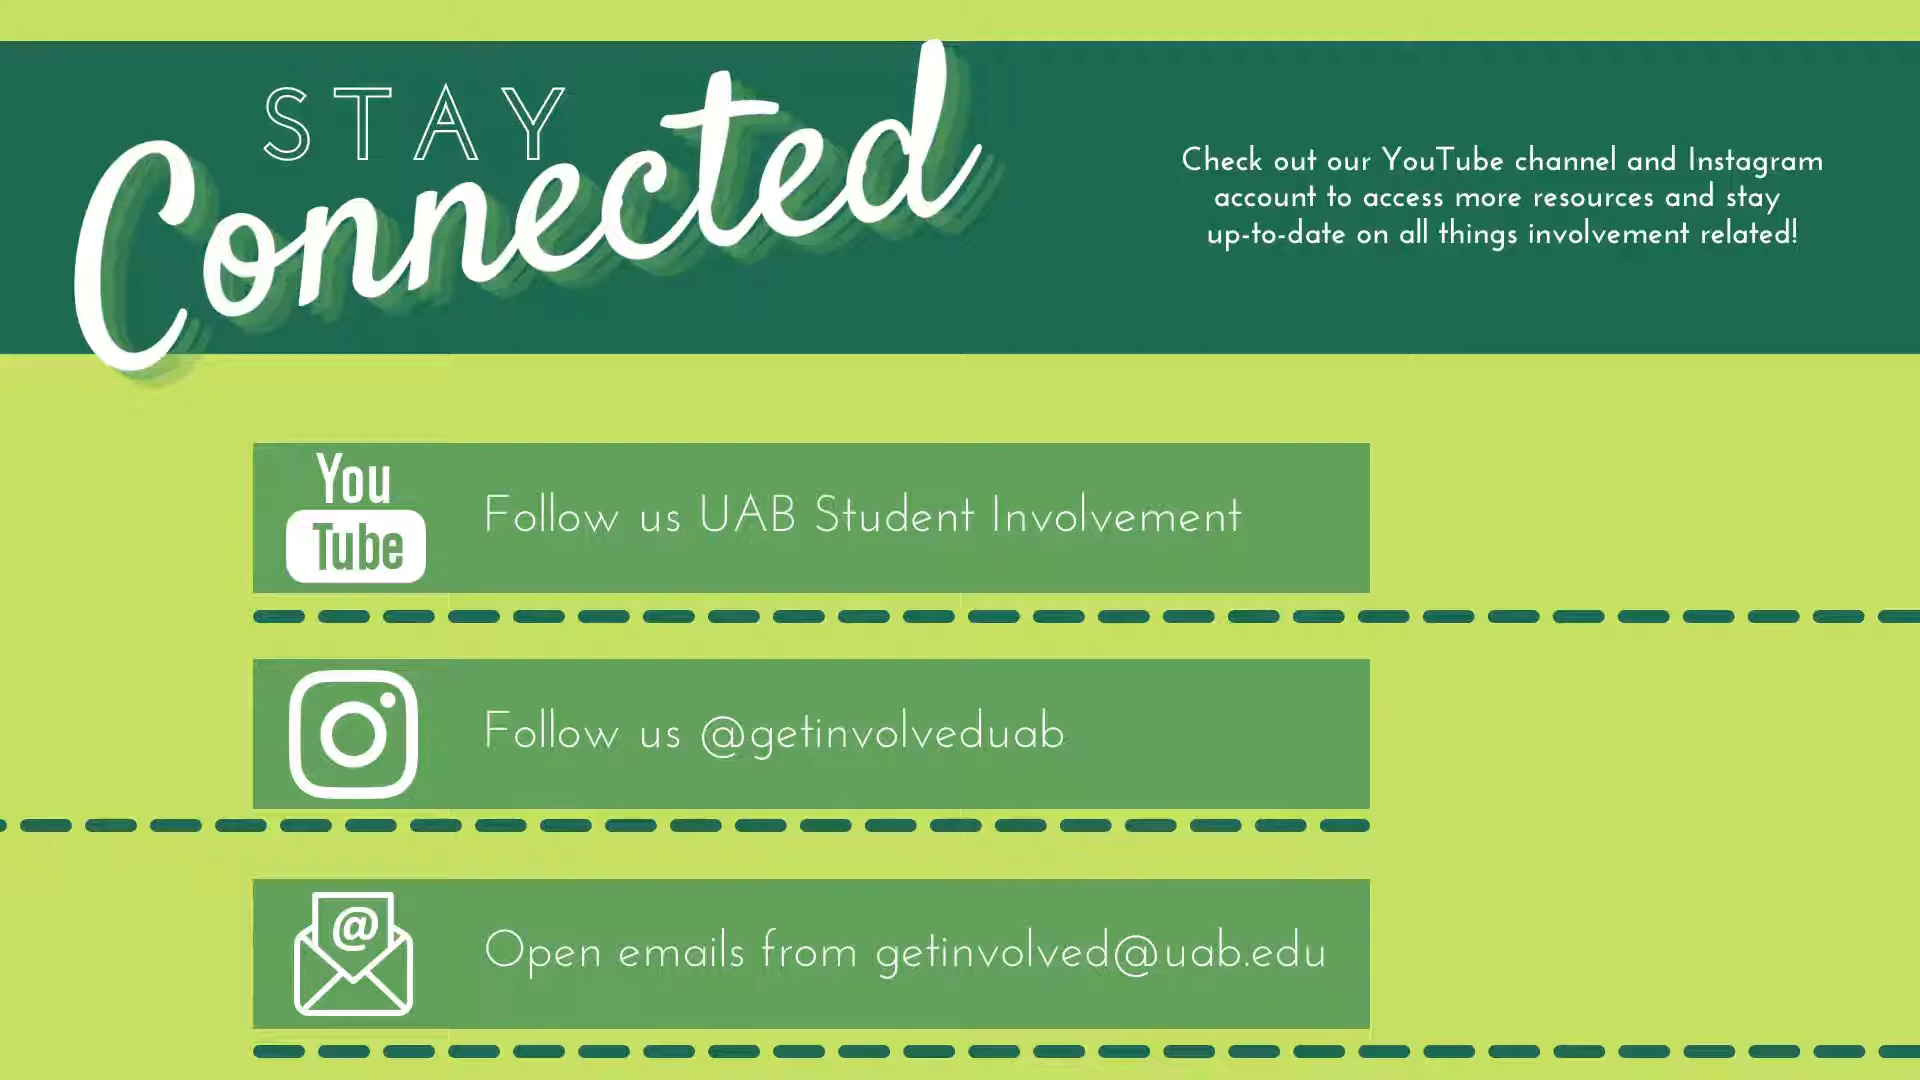 STAY
Connected
Check out our YouTube channel and Instagram
account to access more resources and stay
up-to-date on all things involvement related!
You
Tube
Follow us UAB Student Involvement
Follow us @getinvolveduab
@
Open emails from getinvolved@uab.edu